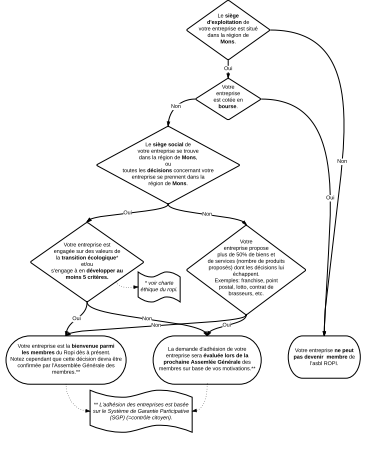 Le siège
d'exploitation de
votre entreprise est situé
dans la région de
Mons.
Oui
Votre
entreprise
est cotée en
bourse.
Non
Le siège social de
votre entreprise se trouve
dans la région de Mons,
ou
toutes les décisions concernant votre
entreprise se prennent dans la
région de Mons.
Non
Oui
Oui
Non
Votre entreprise est
engagée sur des valeurs de
la transition écologique*
et/ou
s'engage à en développer au
moins 5 critères.
Votre
entreprise propose
plus de 50% de biens et
de services (nombre de produits
proposés) dont les décisions lui
échappent.
Exemples: franchise, point
postal, lotto, contrat de
brasseurs, etc.
* voir charte
éthique du ropi.
Oui
Non
Non
Oui
Votre entreprise est la bienvenue parmi
les membres du Ropi dès à présent.
Notez cependant que cette décision devra être
confirmée par l'Assemblée Générale des
membres.**
La demande d'adhésion de votre
entreprise sera évaluée lors de la
prochaine Assemblée Générale des
membres sur base de vos motivations.**
Votre entreprise ne peut
pas devenir membre de
l'asbl ROPI.
** L'adhésion des entreprises est basée
sur le Système de Garantie Participative
(SGP) (=contrôle citoyen).